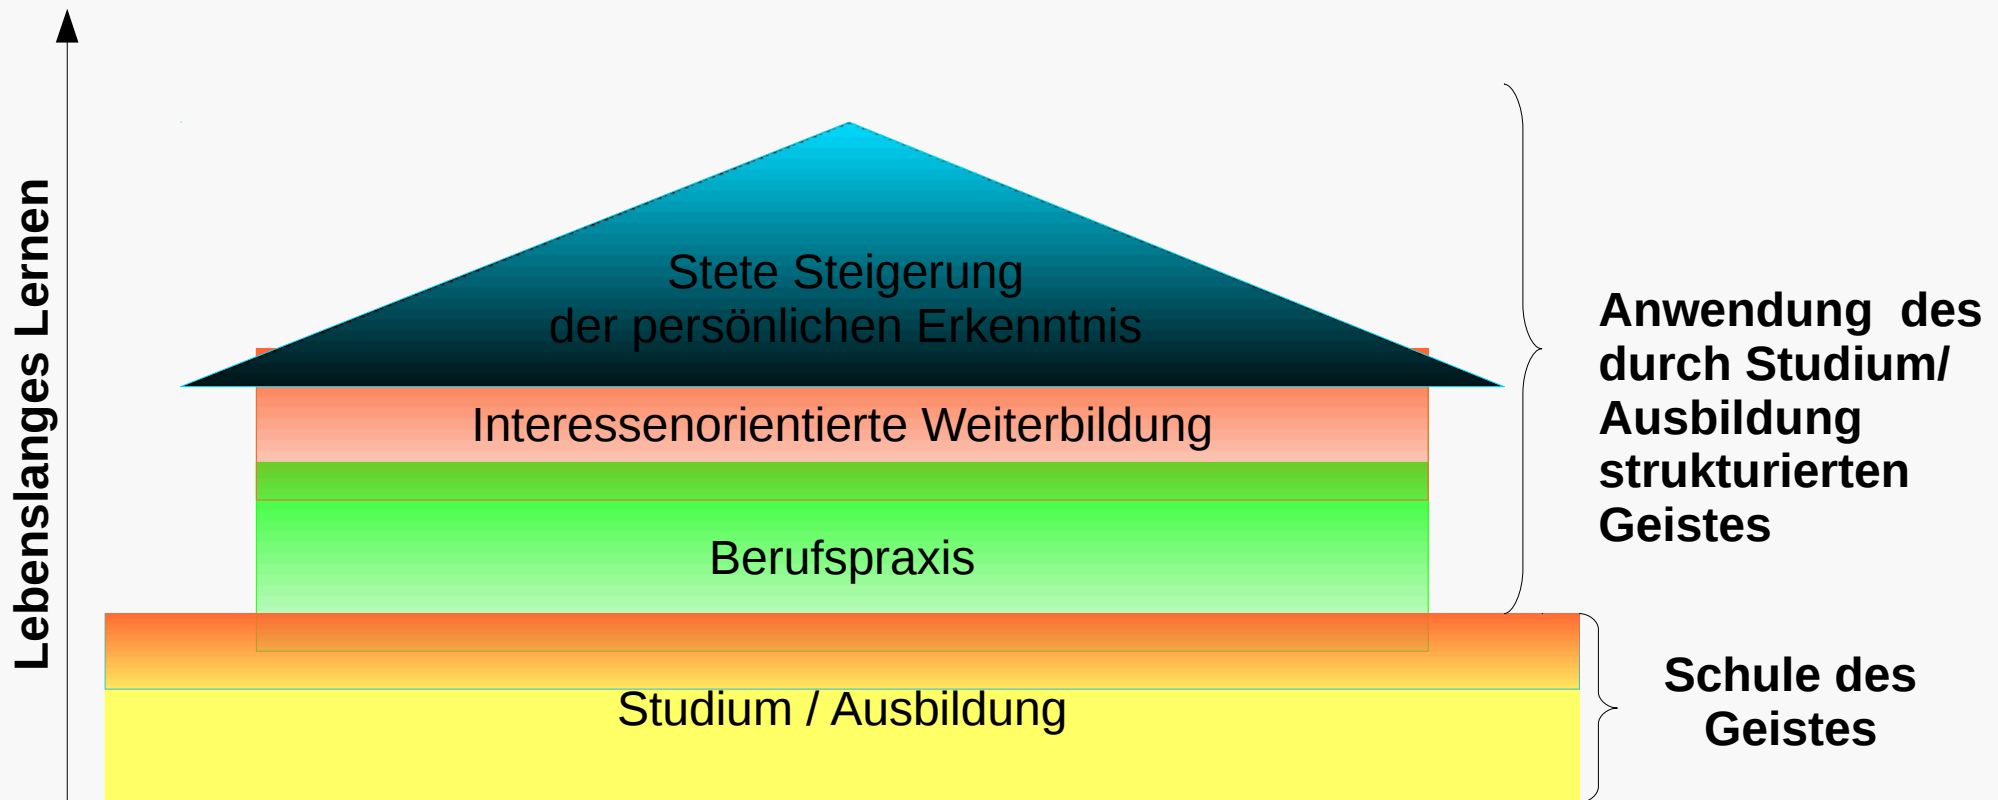 Lebenslanges Lernen
Stete Steigerung
der persönlichen Erkenntnis
Interessenorientierte Weiterbildung
Berufspraxis
Studium / Ausbildung
Anwendung  des
durch Studium/
Ausbildung
strukturierten
Geistes
Schule des
Geistes